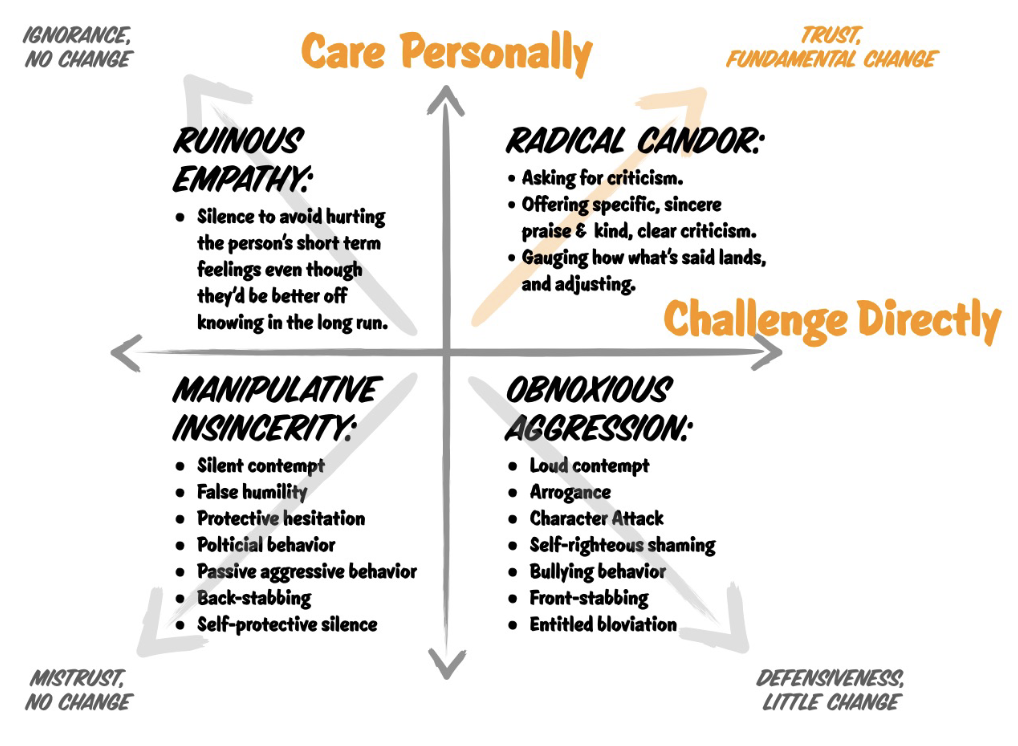 IGNORANCE,
NO CHANGE
Care Personally
TRUST,
FUNDAMENTAL CHANGE
RUINOUS
EMPATHY:
• Silence to avoid hurting
the person's short term
feelings even though
they'd be better off
knowing in the long run.
RADICAL CANDOR:
• Asking for criticism.
• Offering specific, sincere
praise & kind, clear criticism.
• Gauging how what's said lands,
and adjusting.
Challenge Directly
MANIPULATIVE
INSINCERITY:
• Silent contempt
• False humility
• Protective hesitation
• Polticial behavior
• Passive aggressive behavior
• Back-stabbing
• Self-protective silence
OBNOXIOUS
AGGRESSION:
• Loud contempt
• Arrogance
• Character Attack
• Self-righteous shaming
• Bullying behavior
• Front-stabbing
• Entitled bloviation
MISTRUST,
NO CHANGE
DEFENSIVENESS,
LITTLE CHANGE